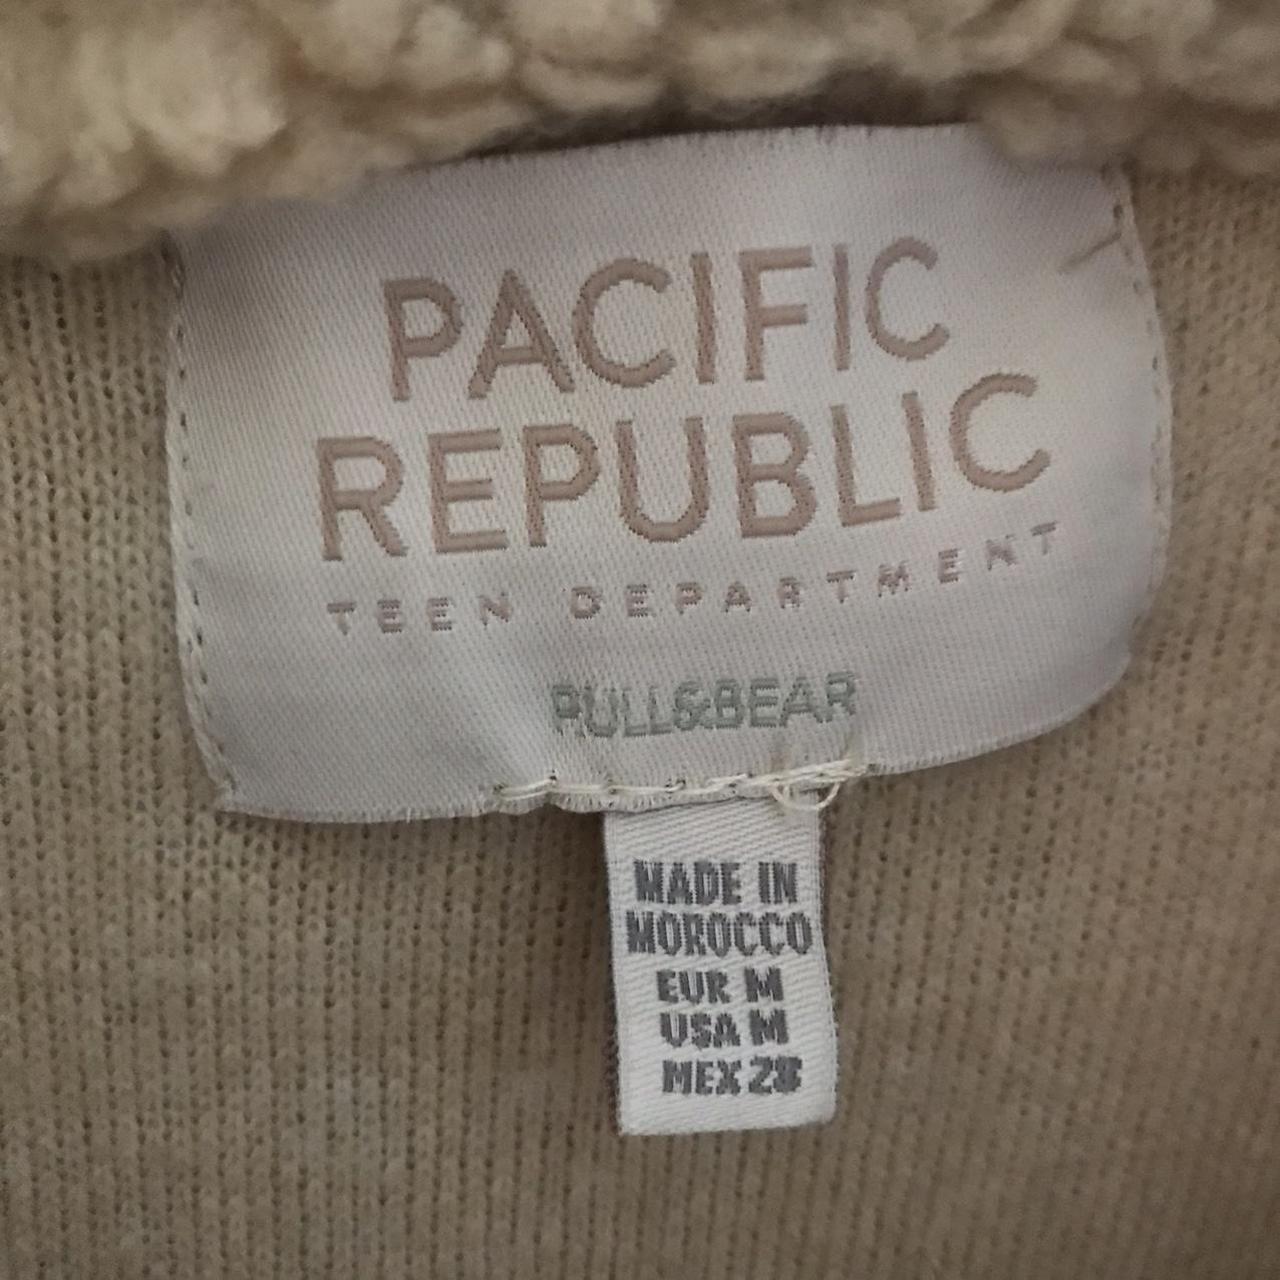 PACIFIC
REPUBLIC
TEEN DEPARTMENT
PULL&BEAR
MADE IN
MOROCCO
EUR M
USA M
MEX 28